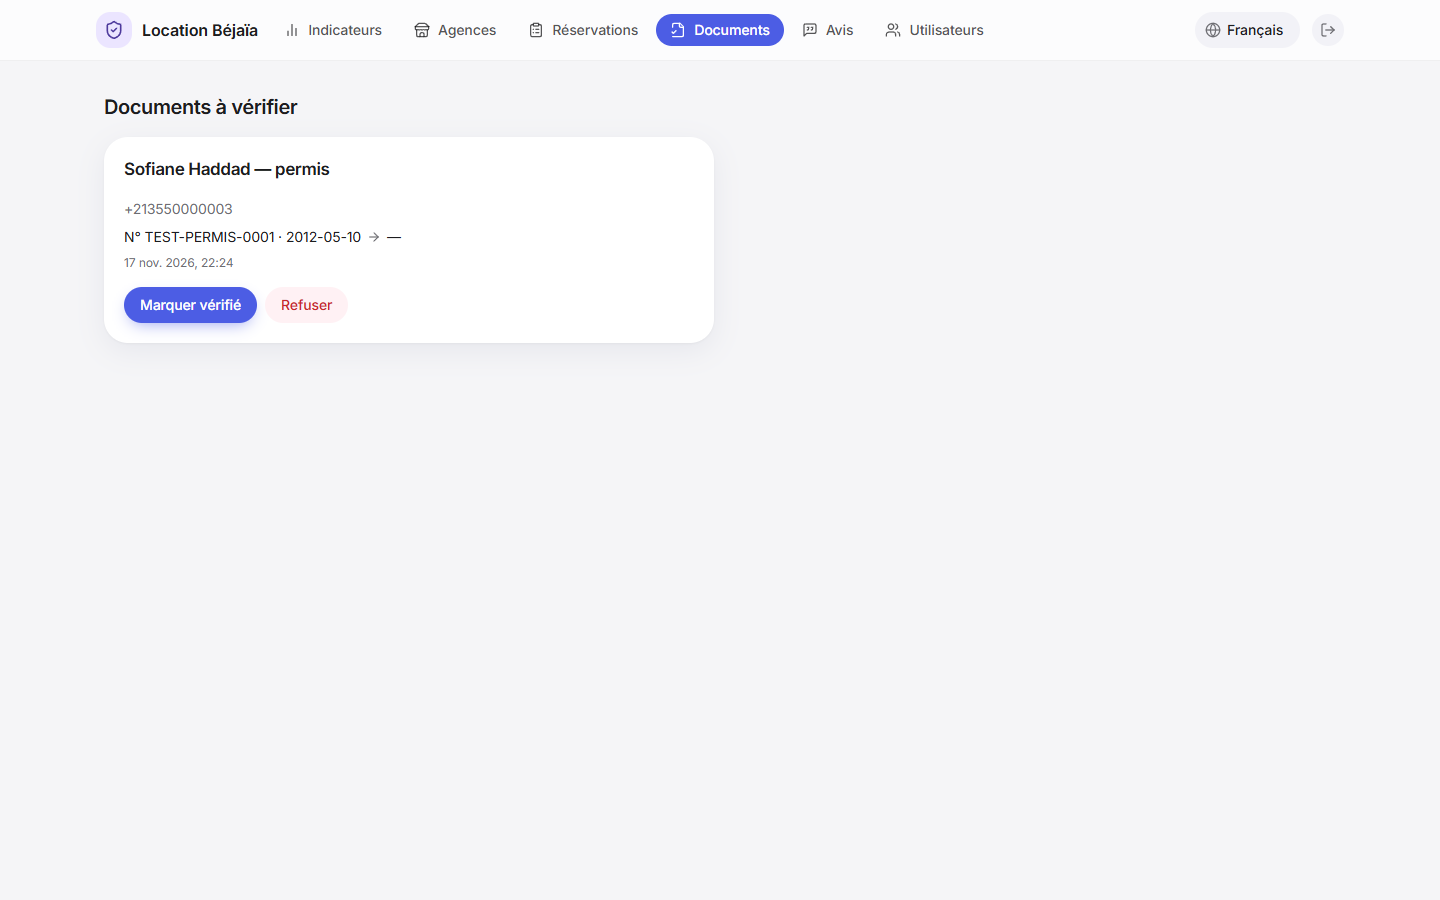 Location Béjaïa
Indicateurs
Agences
Réservations
Documents
Avis
Utilisateurs
Français
Documents à vérifier
Sofiane Haddad — permis
+213550000003
N° TEST-PERMIS-0001 · 2012-05-10 → —
17 nov. 2026, 22:24
Marquer vérifié
Refuser